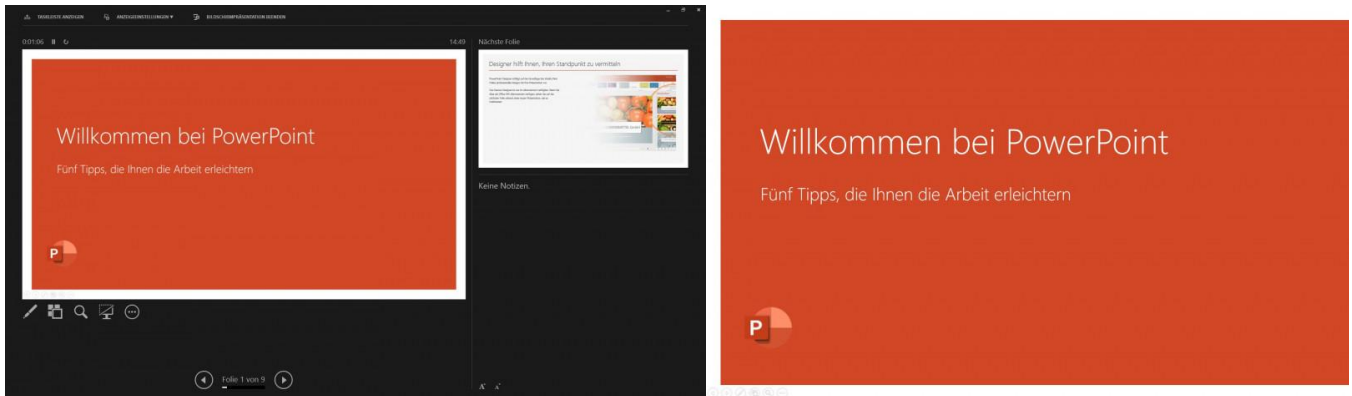 TASKLEISTE ANZEIGEN
ANZEIGEEINSTELLUNGEN ▾
BILDSCHIRMPRÄSENTATION BEENDEN
0:01:06
14:49
Willkommen bei PowerPoint
Fünf Tipps, die Ihnen die Arbeit erleichtern
P
Folie 1 von 9
Nächste Folie
Designer hilft Ihnen, Ihren Standpunkt zu vermitteln
Keine Notizen.
A A
Willkommen bei PowerPoint
Fünf Tipps, die Ihnen die Arbeit erleichtern
P